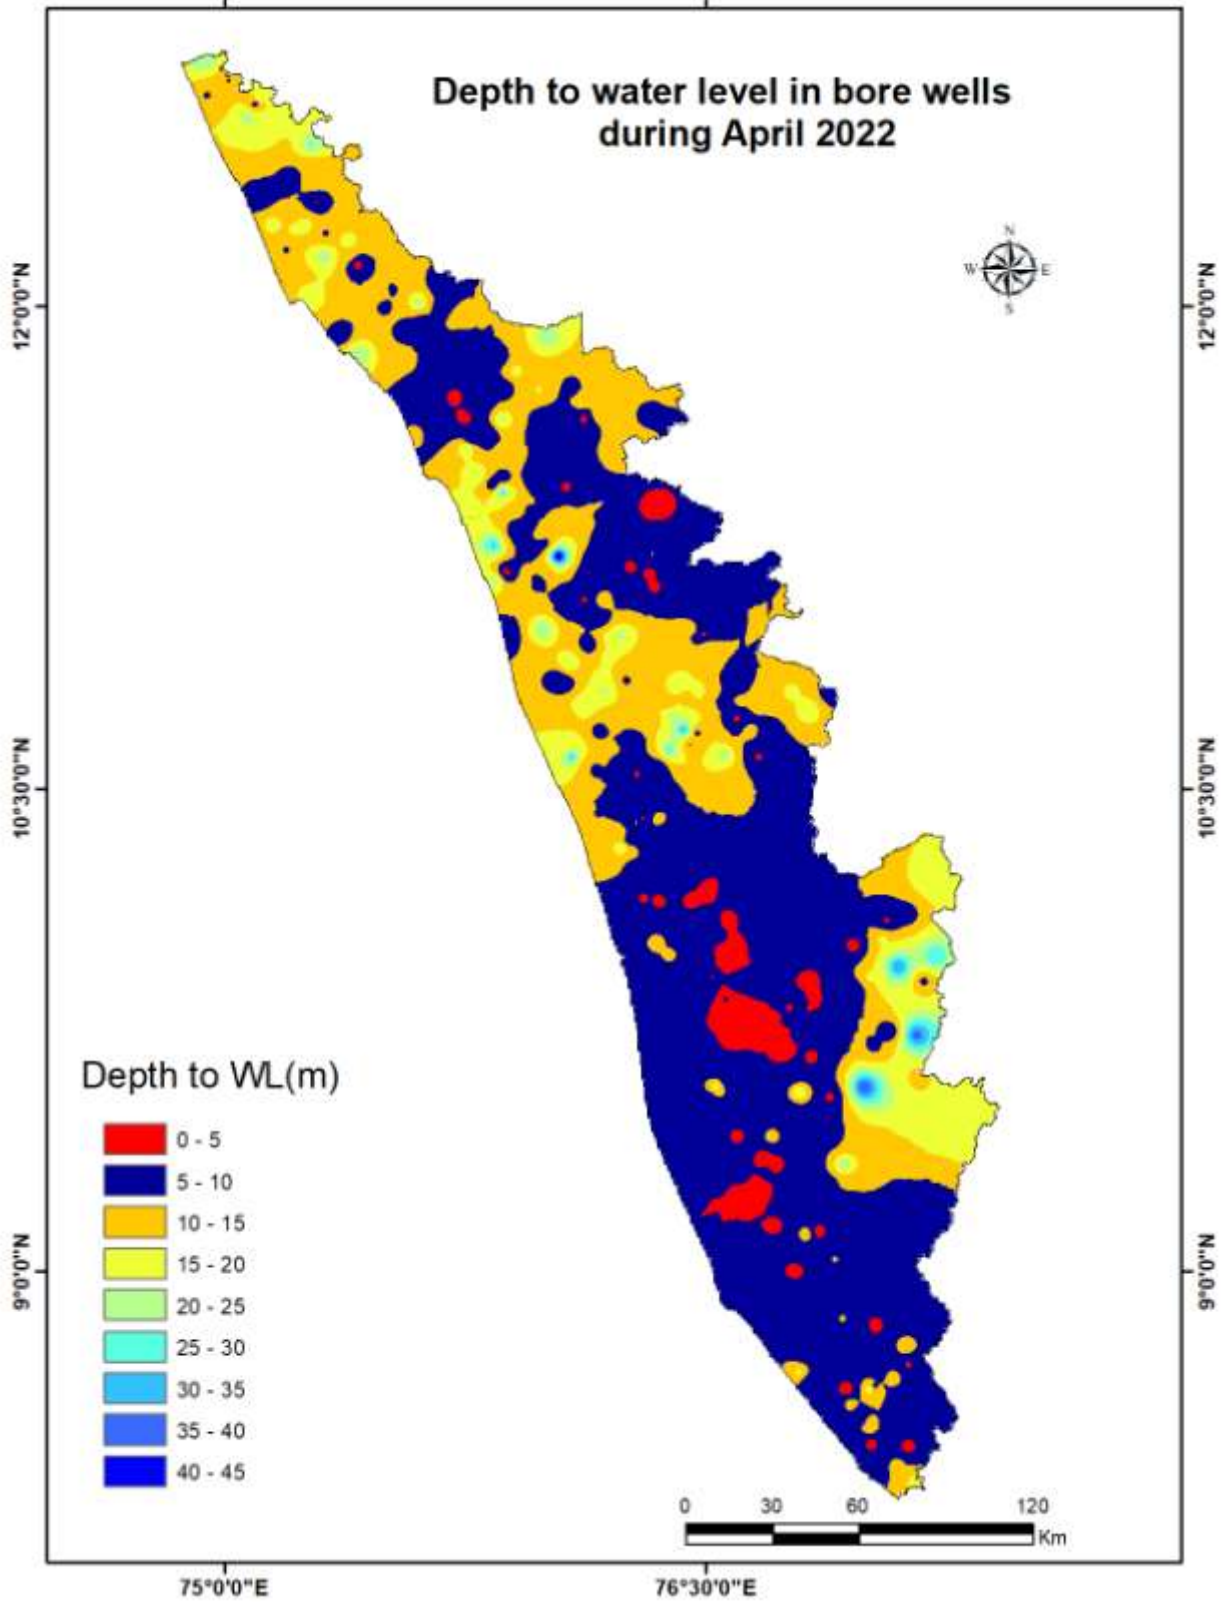 Depth to water level in bore wells
during April 2022
N
W E
S
12°0'0"N
12°0'0"N
10°30'0"N
10°30'0"N
9°0'0"N
9°0'0"N
Depth to WL(m)
0 - 5
5 - 10
10 - 15
15 - 20
20 - 25
25 - 30
30 - 35
35 - 40
40 - 45
0 30 60 120
Km
75°0'0"E
76°30'0"E